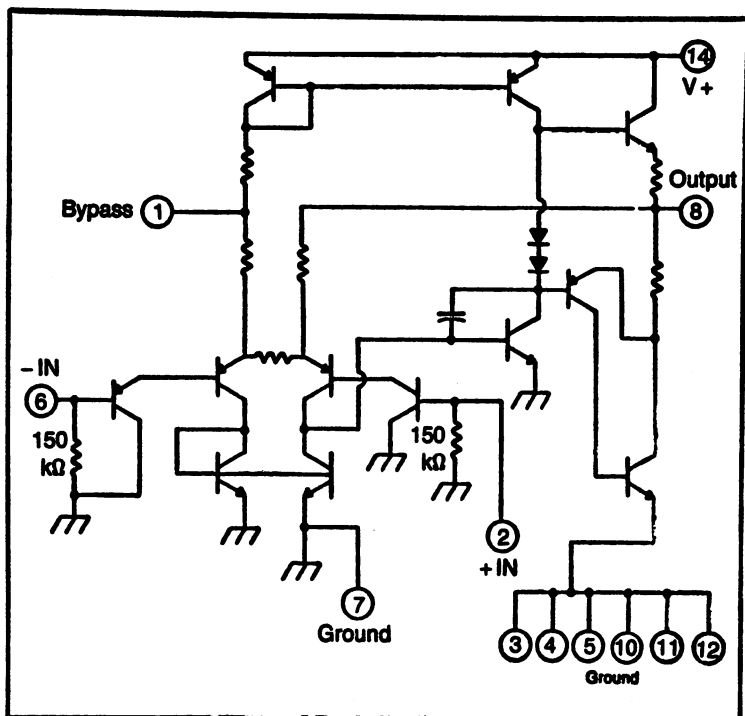 14
V+
Output
Bypass 1
8
– IN
6
150
kΩ
150
kΩ
2
+ IN
7
Ground
3 4 5 10 11 12
Ground